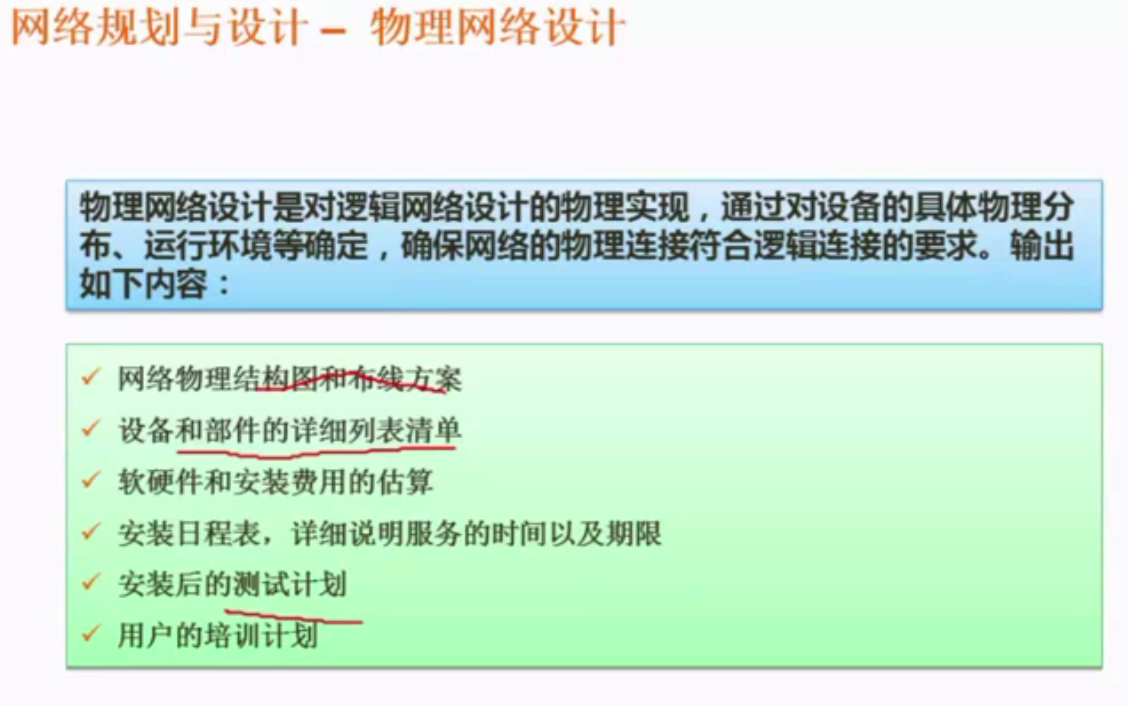 网络规划与设计 – 物理网络设计
物理网络设计是对逻辑网络设计的物理实现，通过对设备的具体物理分
布、运行环境等确定，确保网络的物理连接符合逻辑连接的要求。输出
如下内容：
网络物理结构图和布线方案
设备和部件的详细列表清单
软硬件和安装费用的估算
安装日程表，详细说明服务的时间以及期限
安装后的测试计划
用户的培训计划